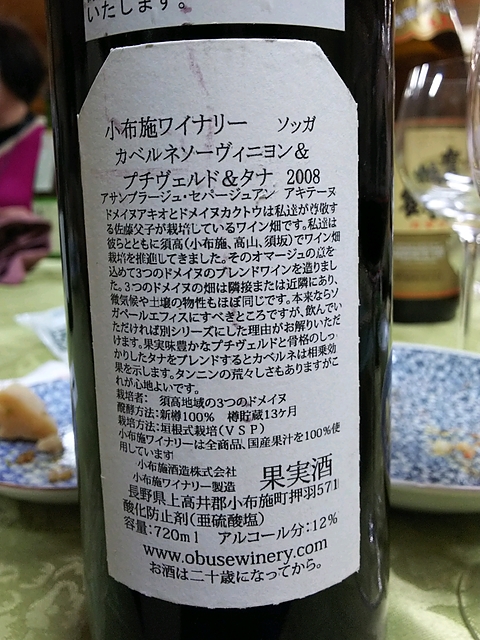 いたします。
小布施ワイナリー　ソッガ
カベルネソーヴィニヨン＆
プチヴェルド＆タナ 2008
アサンブラージュ・セパージュアン アキテーヌ
ドメイヌアキオとドメイヌカクトウは私達が尊敬す
る佐藤父子が栽培しているワイン畑です。私達は
彼らとともに須高(小布施、高山、須坂)でワイン畑
栽培を推進してきました。そのオマージュの意を
込めて3つのドメイヌのブレンドワインを造りまし
た。3つのドメイヌの畑は隣接または近隣にあり、
微気候や土壌の物性もほぼ同じです。本来ならソ
ガペールエフィスにすべきところですが、飲んでい
ただければ別シリーズにした理由がお解りいただ
けます。果実味豊かなプチヴェルドと骨格のしっ
かりしたタナをブレンドするとカベルネは相乗効
果を示します。タンニンの荒々しさもありますがこ
れが心地よいです。
栽培者: 須高地域の3つのドメイヌ
醗酵方法:新樽100% 樽貯蔵13ヶ月
栽培方法:垣根式栽培(VSP)
小布施ワイナリーは全商品、国産果汁を100%使
用しています
小布施酒造株式会社
小布施ワイナリー製造 果実酒
長野県上高井郡小布施町押羽571
酸化防止剤(亜硫酸塩)
容量:720ml アルコール分:12%
www.obusewinery.com
お酒は二十歳になってから。